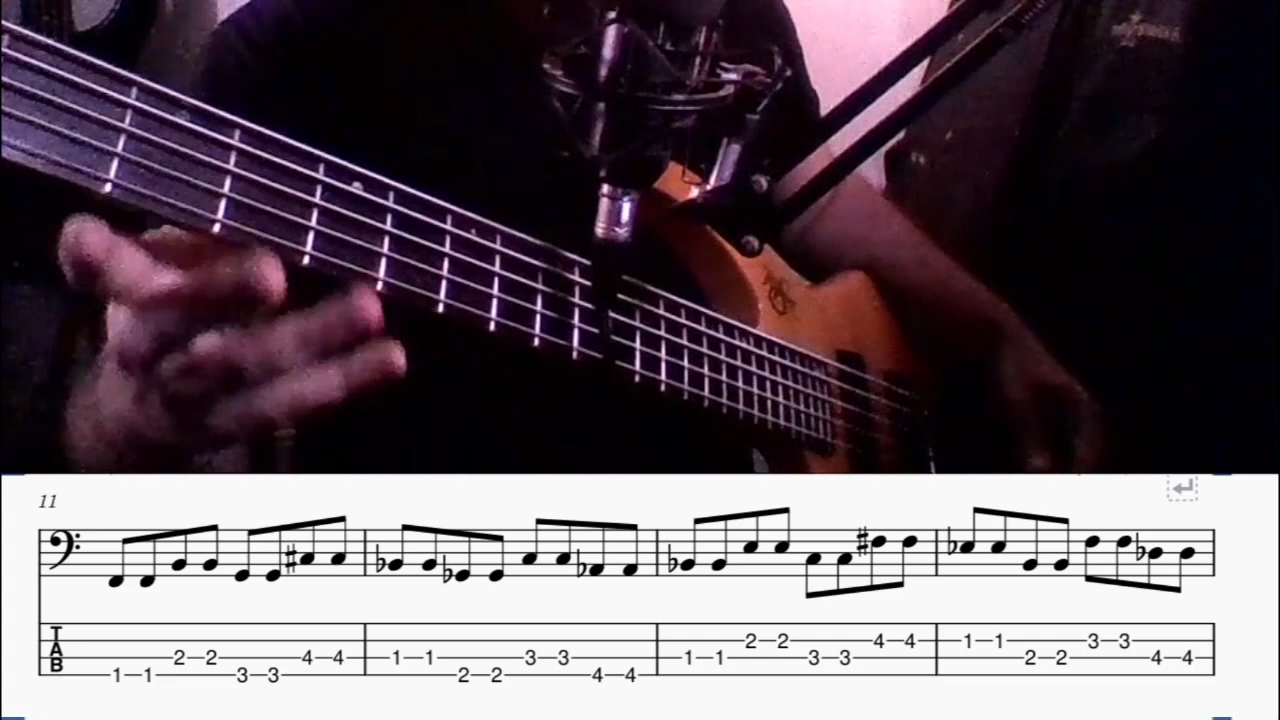 11
T
A
B
2—2 4—4 1—1 3—3 2—2 4—4 1—1 3—3
1—1 3—3 2—2 4—4 1—1 3—3 2—2 4—4